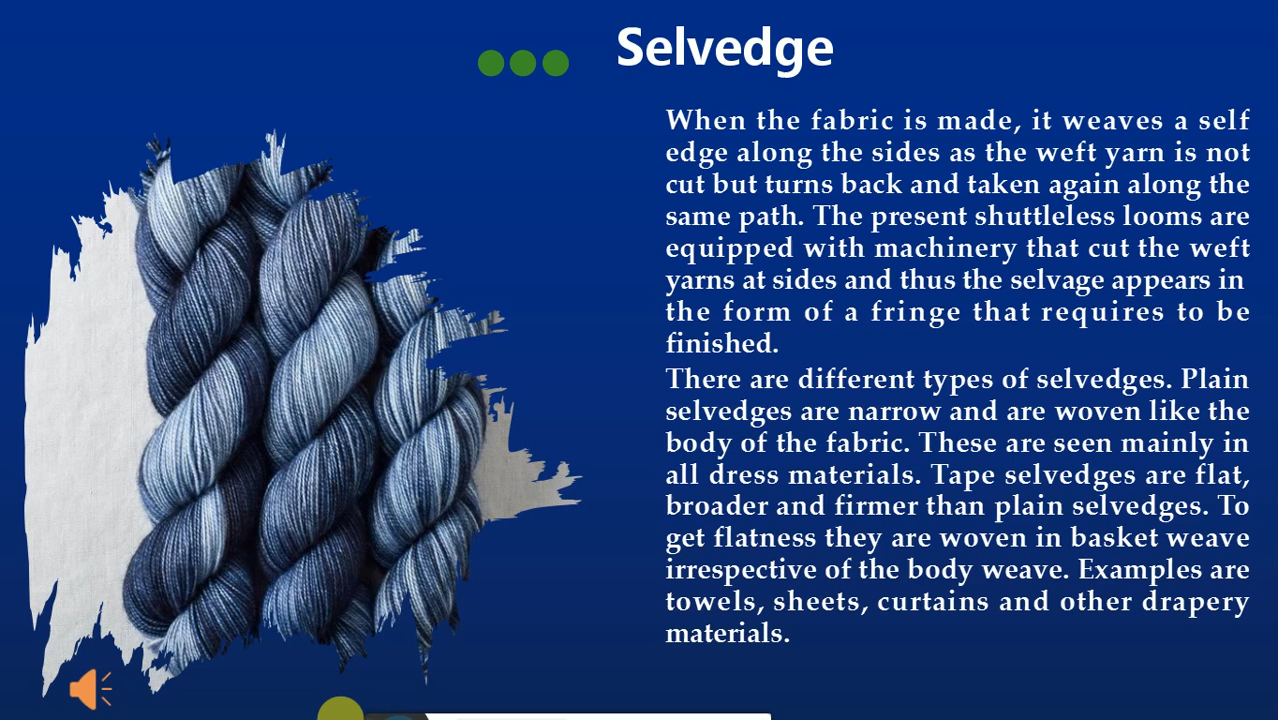 Selvedge
When the fabric is made, it weaves a self
edge along the sides as the weft yarn is not
cut but turns back and taken again along the
same path. The present shuttleless looms are
equipped with machinery that cut the weft
yarns at sides and thus the selvage appears in
the form of a fringe that requires to be
finished.
There are different types of selvedges. Plain
selvedges are narrow and are woven like the
body of the fabric. These are seen mainly in
all dress materials. Tape selvedges are flat,
broader and firmer than plain selvedges. To
get flatness they are woven in basket weave
irrespective of the body weave. Examples are
towels, sheets, curtains and other drapery
materials.